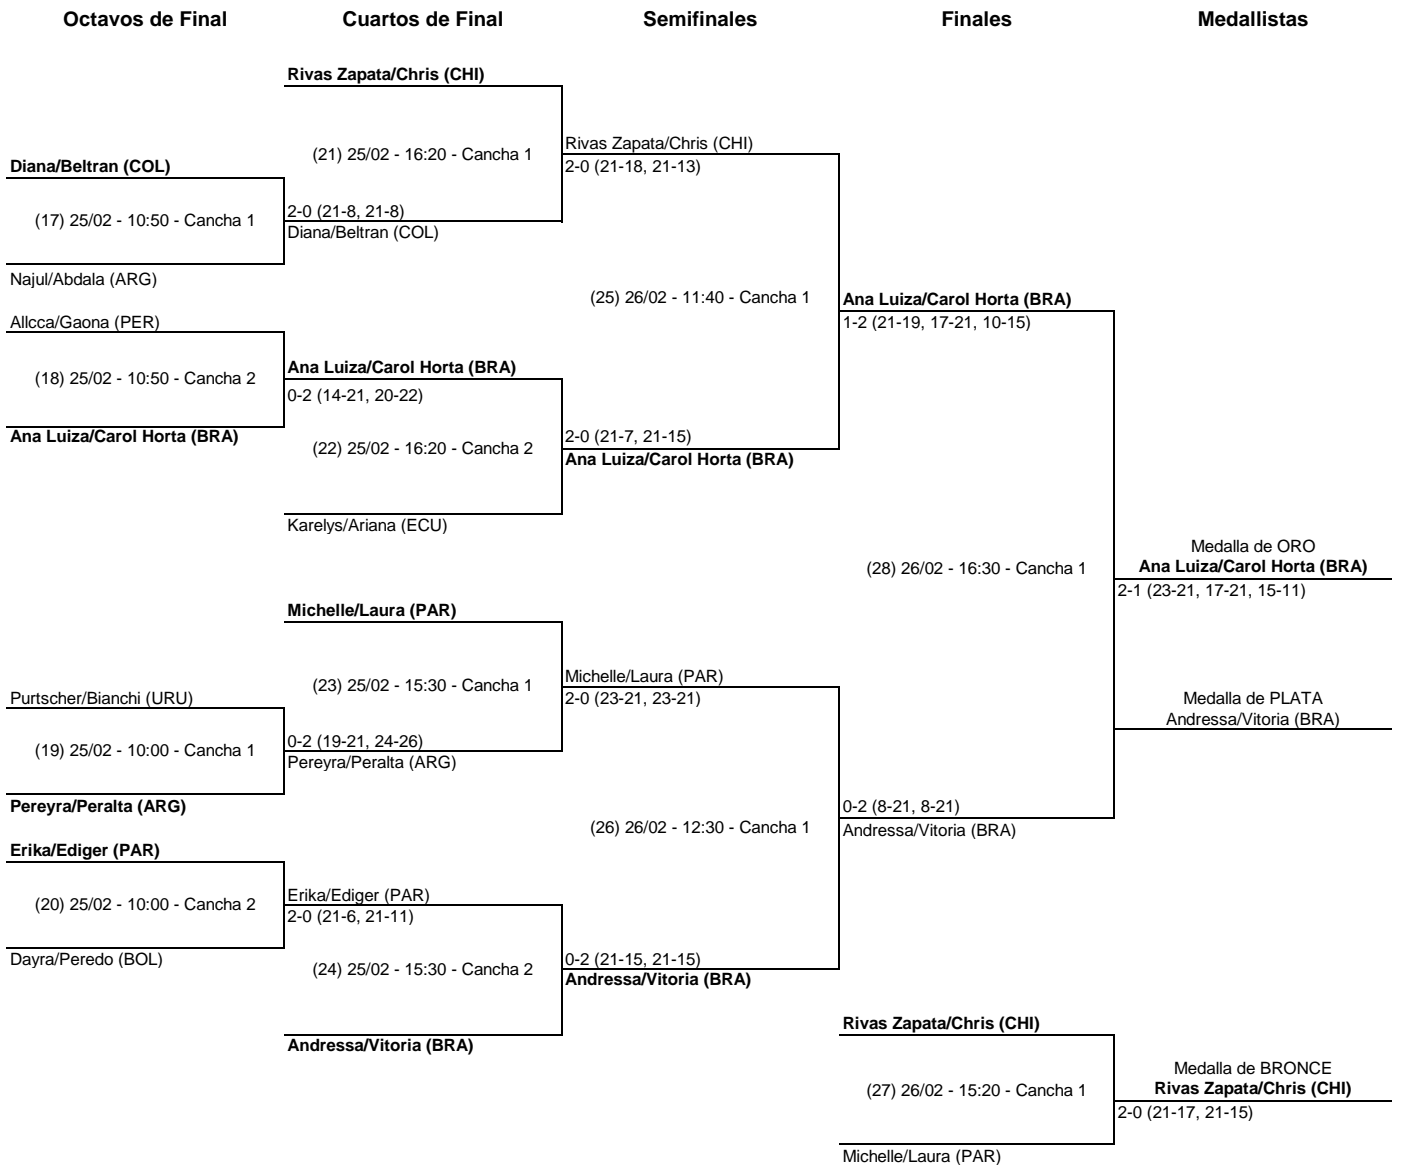 Octavos de Final
Cuartos de Final
Semifinales
Finales
Medallistas
Rivas Zapata/Chris (CHI)
(21) 25/02 - 16:20 - Cancha 1
Rivas Zapata/Chris (CHI)
2-0 (21-18, 21-13)
Diana/Beltran (COL)
(17) 25/02 - 10:50 - Cancha 1
2-0 (21-8, 21-8)
Diana/Beltran (COL)
Najul/Abdala (ARG)
(25) 26/02 - 11:40 - Cancha 1
Ana Luiza/Carol Horta (BRA)
1-2 (21-19, 17-21, 10-15)
Allcca/Gaona (PER)
(18) 25/02 - 10:50 - Cancha 2
Ana Luiza/Carol Horta (BRA)
0-2 (14-21, 20-22)
Ana Luiza/Carol Horta (BRA)
(22) 25/02 - 16:20 - Cancha 2
2-0 (21-7, 21-15)
Ana Luiza/Carol Horta (BRA)
Karelys/Ariana (ECU)
(28) 26/02 - 16:30 - Cancha 1
Medalla de ORO
Ana Luiza/Carol Horta (BRA)
2-1 (23-21, 17-21, 15-11)
Michelle/Laura (PAR)
(23) 25/02 - 15:30 - Cancha 1
Michelle/Laura (PAR)
2-0 (23-21, 23-21)
Medalla de PLATA
Andressa/Vitoria (BRA)
Purtscher/Bianchi (URU)
(19) 25/02 - 10:00 - Cancha 1
0-2 (19-21, 24-26)
Pereyra/Peralta (ARG)
Pereyra/Peralta (ARG)
(26) 26/02 - 12:30 - Cancha 1
0-2 (8-21, 8-21)
Andressa/Vitoria (BRA)
Erika/Ediger (PAR)
(20) 25/02 - 10:00 - Cancha 2
Erika/Ediger (PAR)
2-0 (21-6, 21-11)
Dayra/Peredo (BOL)
(24) 25/02 - 15:30 - Cancha 2
0-2 (21-15, 21-15)
Andressa/Vitoria (BRA)
Andressa/Vitoria (BRA)
Rivas Zapata/Chris (CHI)
(27) 26/02 - 15:20 - Cancha 1
Medalla de BRONCE
Rivas Zapata/Chris (CHI)
2-0 (21-17, 21-15)
Michelle/Laura (PAR)